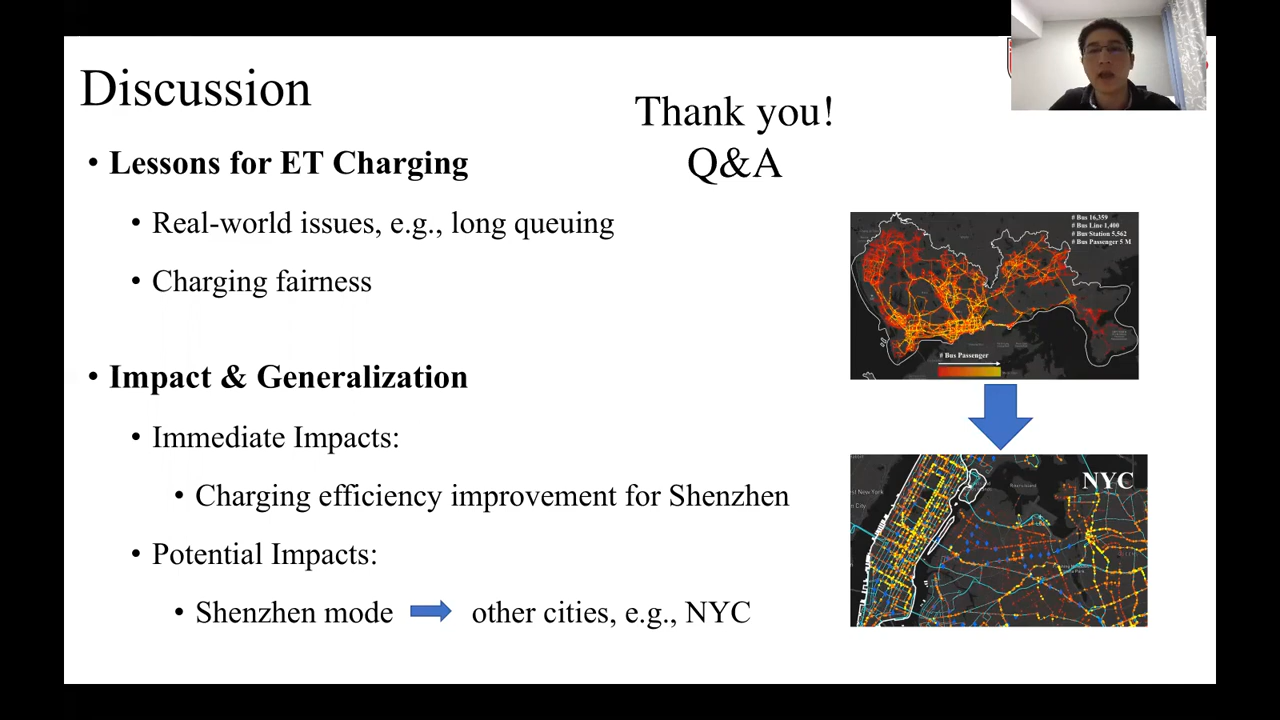 Discussion
Thank you!
Q&A
• Lessons for ET Charging
• Real-world issues, e.g., long queuing
• Charging fairness
• Impact & Generalization
• Immediate Impacts:
• Charging efficiency improvement for Shenzhen
• Potential Impacts:
• Shenzhen mode other cities, e.g., NYC
# Bus 16,359
# Bus Line 1,400
# Bus Station 5,562
# Bus Passenger 5 M
# Bus Passenger
NYC